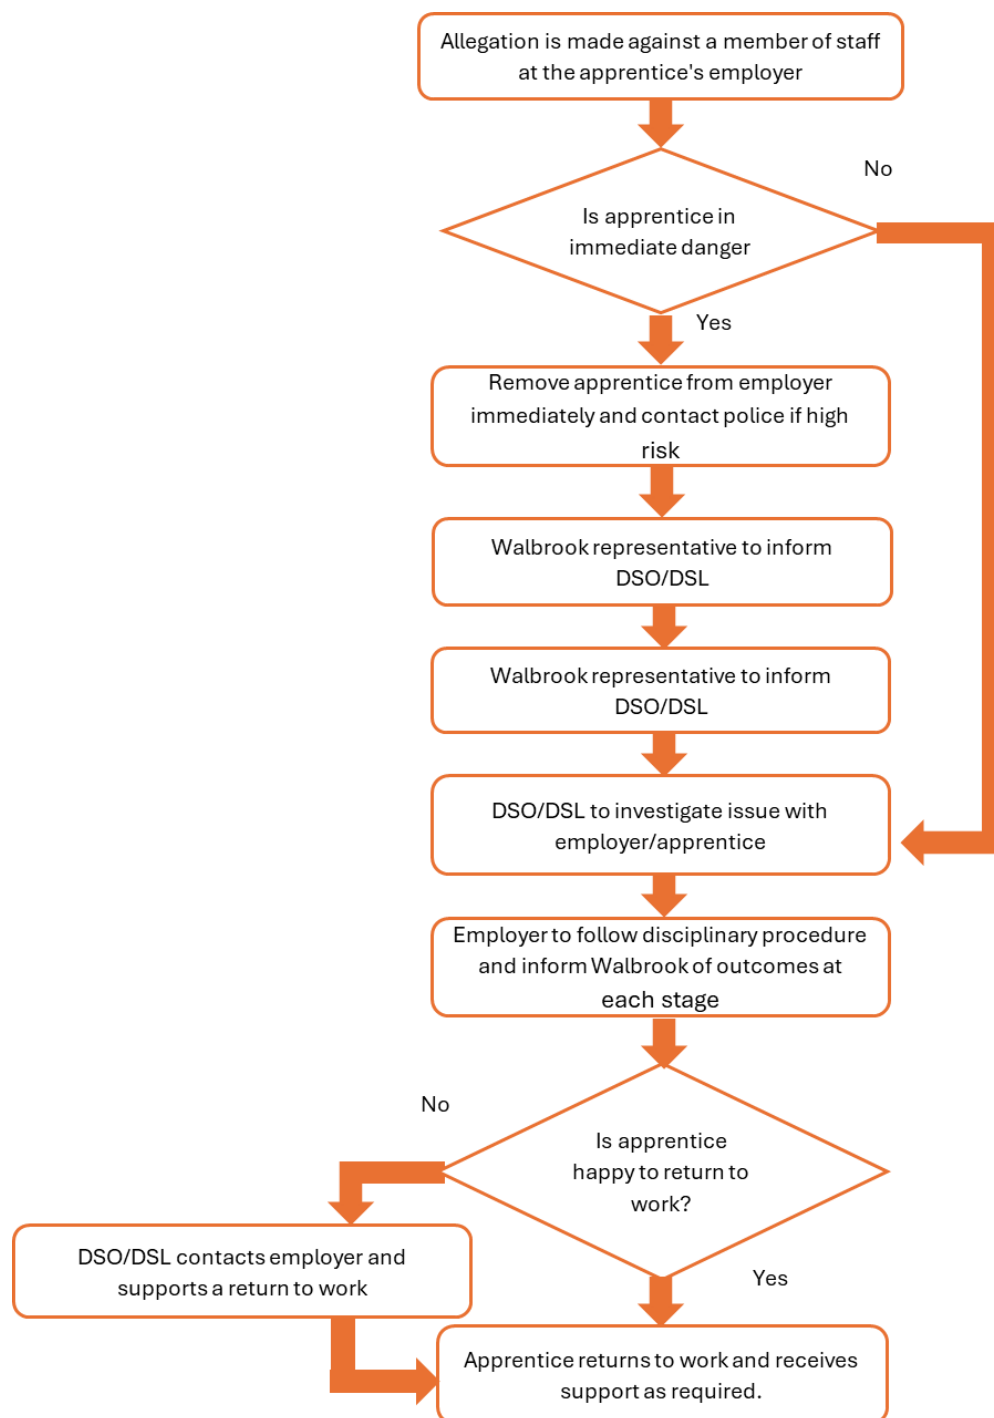 Allegation is made against a member of staff
at the apprentice's employer
No
Is apprentice in
immediate danger
Yes
Remove apprentice from employer
immediately and contact police if high
risk
Walbrook representative to inform
DSO/DSL
Walbrook representative to inform
DSO/DSL
DSO/DSL to investigate issue with
employer/apprentice
Employer to follow disciplinary procedure
and inform Walbrook of outcomes at
each stage
No
Is apprentice
happy to return to
work?
DSO/DSL contacts employer and
supports a return to work
Yes
Apprentice returns to work and receives
support as required.